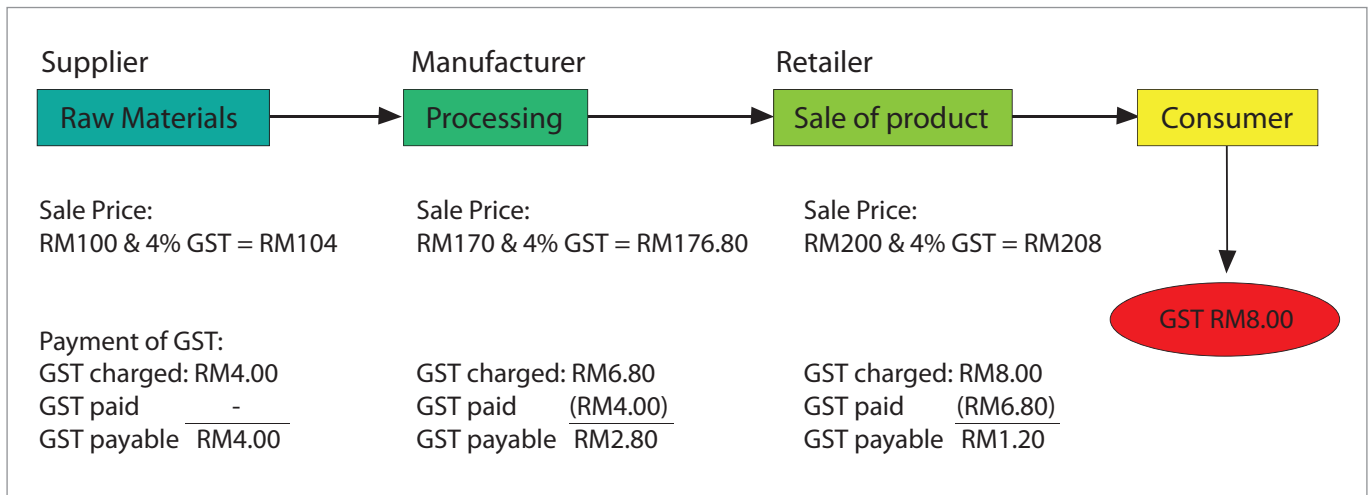 Supplier
Raw Materials
Manufacturer
Processing
Retailer
Sale of product
Consumer
Sale Price:
RM100 & 4% GST = RM104
Sale Price:
RM170 & 4% GST = RM176.80
Sale Price:
RM200 & 4% GST = RM208
GST RM8.00
Payment of GST:
GST charged: RM4.00
GST paid -
GST payable RM4.00
GST charged: RM6.80
GST paid (RM4.00)
GST payable RM2.80
GST charged: RM8.00
GST paid (RM6.80)
GST payable RM1.20